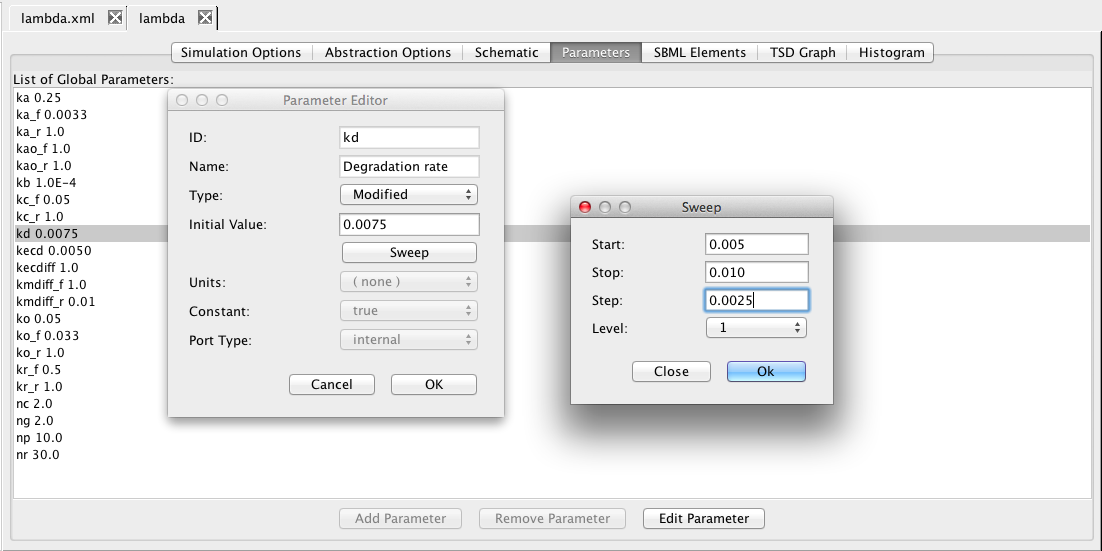 lambda.xml lambda
Simulation Options Abstraction Options Schematic Parameters SBML Elements TSD Graph Histogram
List of Global Parameters:
ka 0.25
ka_f 0.0033
ka_r 1.0
kao_f 1.0
kao_r 1.0
kb 1.0E-4
kc_f 0.05
kc_r 1.0
kd 0.0075
kecd 0.0050
kecdiff 1.0
kmdiff_f 1.0
kmdiff_r 0.01
ko 0.05
ko_f 0.033
ko_r 1.0
kr_f 0.5
kr_r 1.0
nc 2.0
ng 2.0
np 10.0
nr 30.0
Parameter Editor
ID: kd
Name: Degradation rate
Type: Modified
Initial Value: 0.0075
Sweep
Units: ( none )
Constant: true
Port Type: internal
Cancel OK
Sweep
Start: 0.005
Stop: 0.010
Step: 0.0025
Level: 1
Close Ok
Add Parameter Remove Parameter Edit Parameter